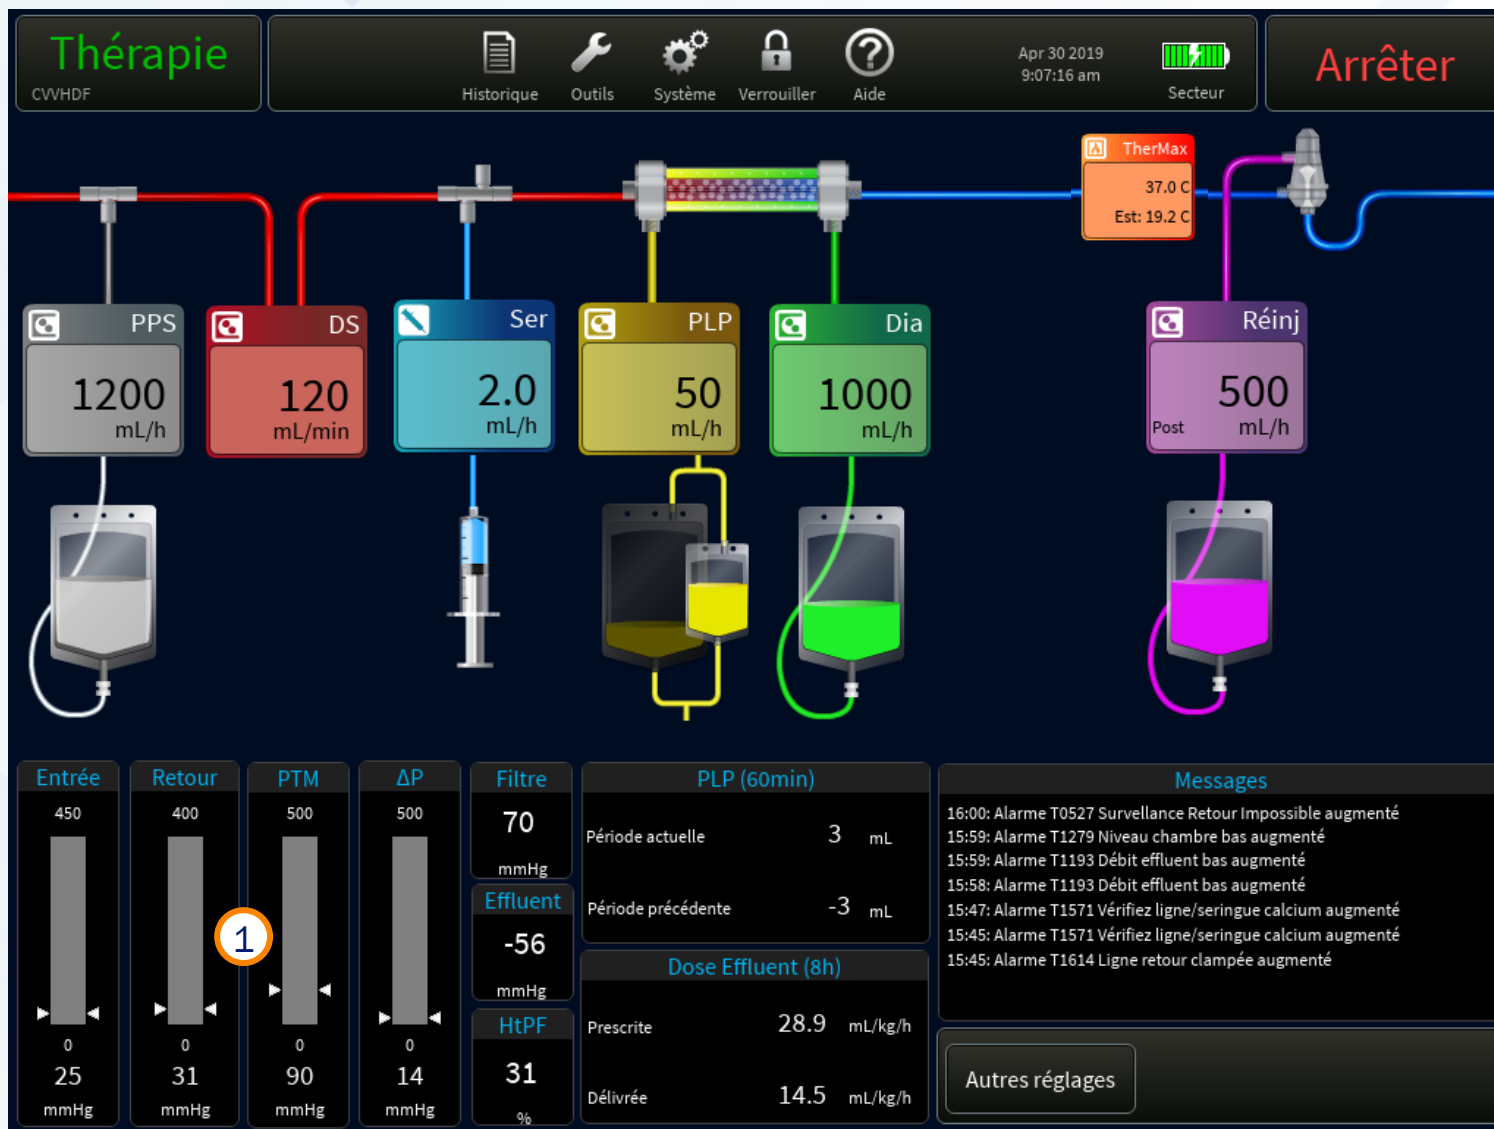 Thérapie
CVVHDF
Historique
Outils
Système
Verrouiller
Aide
Apr 30 2019
9:07:16 am
Secteur
Arrêter
TherMax
37.0 C
Est: 19.2 C
PPS
1200
mL/h
DS
120
mL/min
Ser
2.0
mL/h
PLP
50
mL/h
Dia
1000
mL/h
Réinj
500
Post mL/h
Entrée
450
0
25
mmHg
Retour
400
0
31
mmHg
1
PTM
500
0
90
mmHg
ΔP
500
0
14
mmHg
Filtre
70
mmHg
Effluent
-56
mmHg
HtPF
31
%
PLP (60min)
Période actuelle 3 mL
Période précédente -3 mL
Dose Effluent (8h)
Prescrite 28.9 mL/kg/h
Délivrée 14.5 mL/kg/h
Messages
16:00: Alarme T0527 Survellance Retour Impossible augmenté
15:59: Alarme T1279 Niveau chambre bas augmenté
15:59: Alarme T1193 Débit effluent bas augmenté
15:58: Alarme T1193 Débit effluent bas augmenté
15:47: Alarme T1571 Vérifiez ligne/seringue calcium augmenté
15:45: Alarme T1571 Vérifiez ligne/seringue calcium augmenté
15:45: Alarme T1614 Ligne retour clampée augmenté
Autres réglages